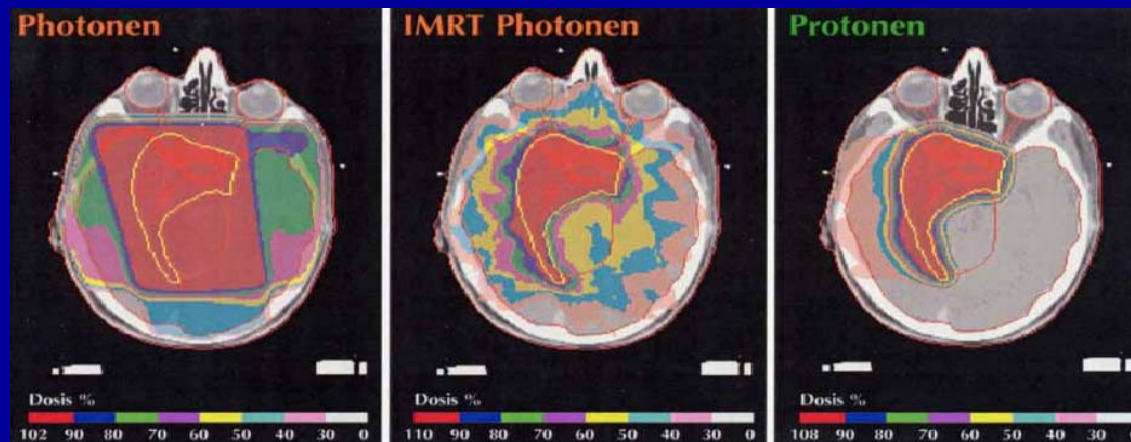 Photonen
Dosis %
102 90 80 70 60 50 40 30 0
IMRT Photonen
Dosis %
110 90 80 70 60 50 40 30 0
Protonen
Dosis %
108 90 80 70 60 50 40 30 0